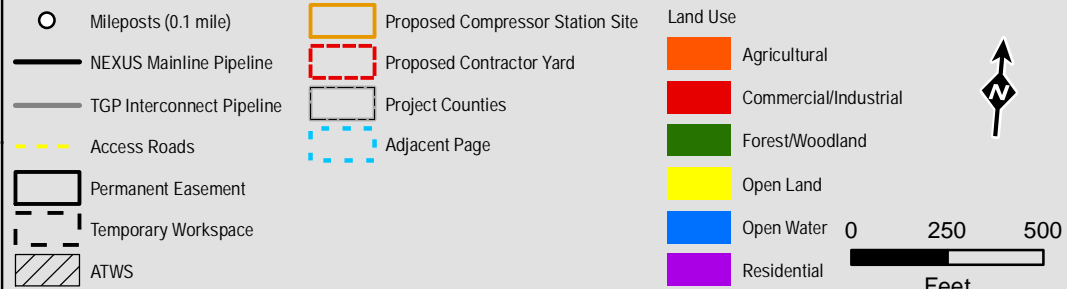 Mileposts (0.1 mile)
NEXUS Mainline Pipeline
TGP Interconnect Pipeline
Access Roads
Permanent Easement
Temporary Workspace
ATWS
Proposed Compressor Station Site
Proposed Contractor Yard
Project Counties
Adjacent Page
Land Use
Agricultural
Commercial/Industrial
Forest/Woodland
Open Land
Open Water
Residential
N
0 250 500
Feet